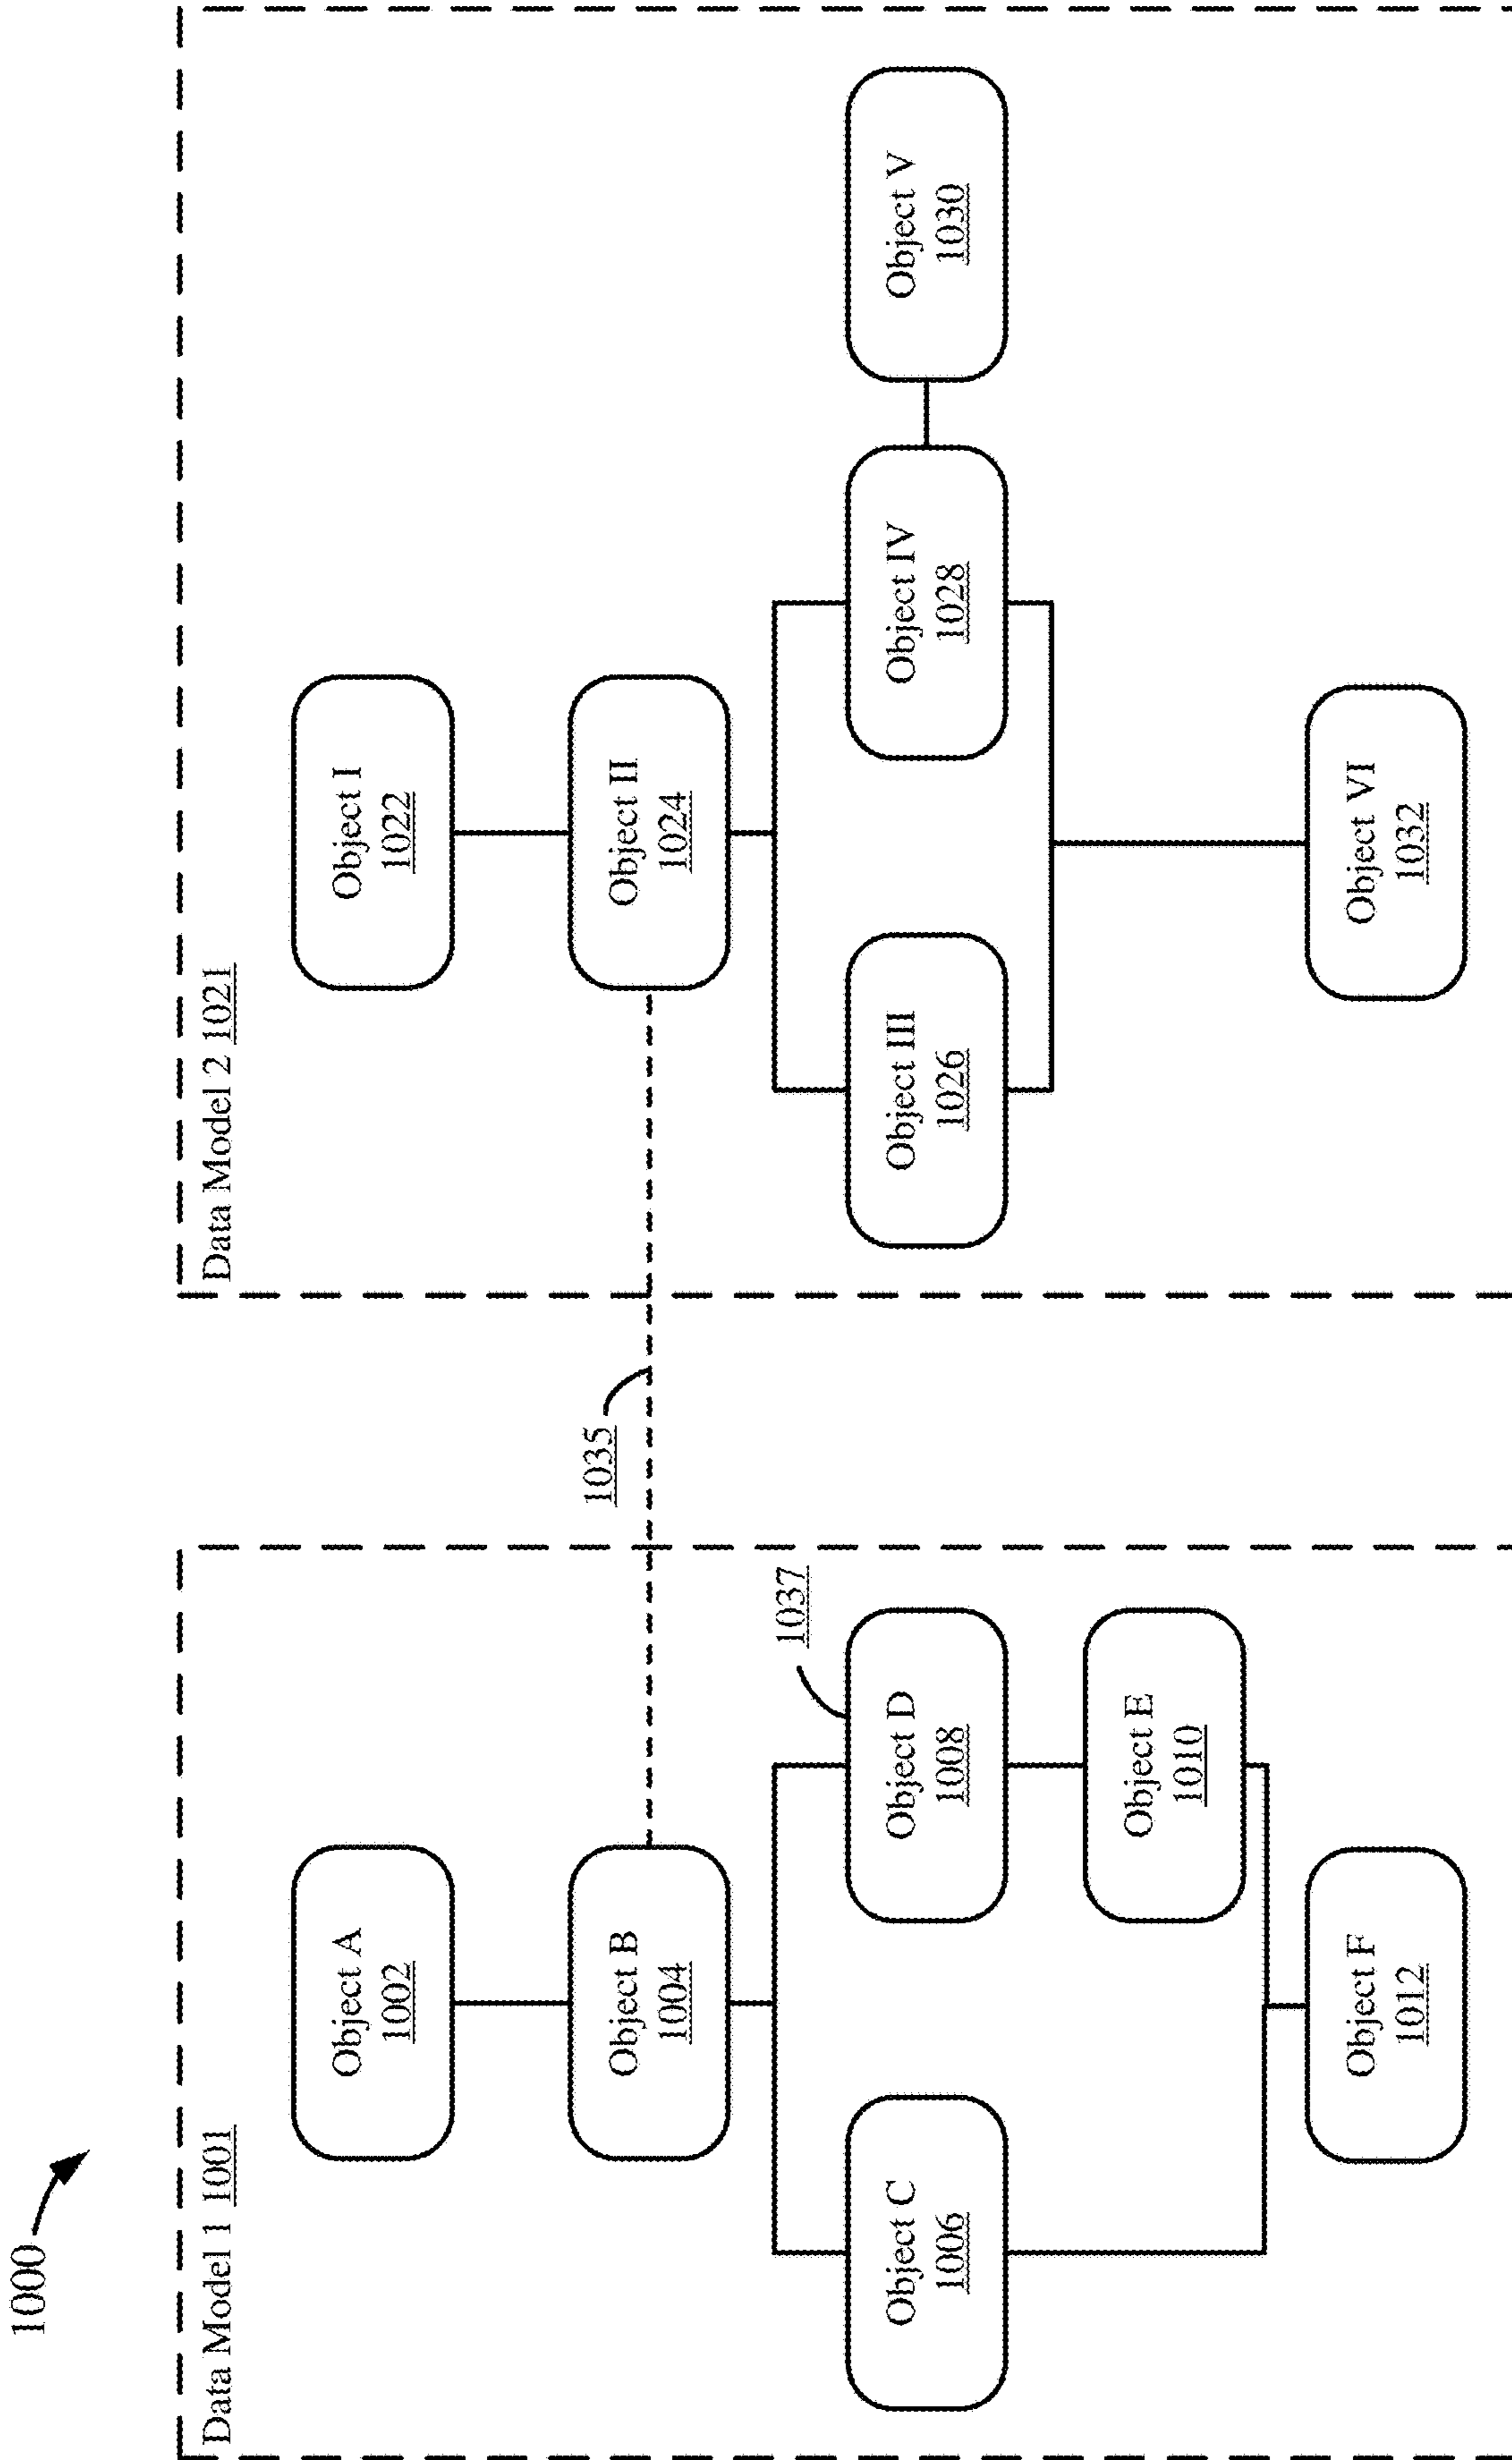 1000
Data Model 1 1001
Object A
1002
Object B
1004
Object C
1006
Object D
1008
1037
Object E
1010
Object F
1012
1035
Data Model 2 1021
Object I
1022
Object II
1024
Object III
1026
Object IV
1028
Object V
1030
Object VI
1032